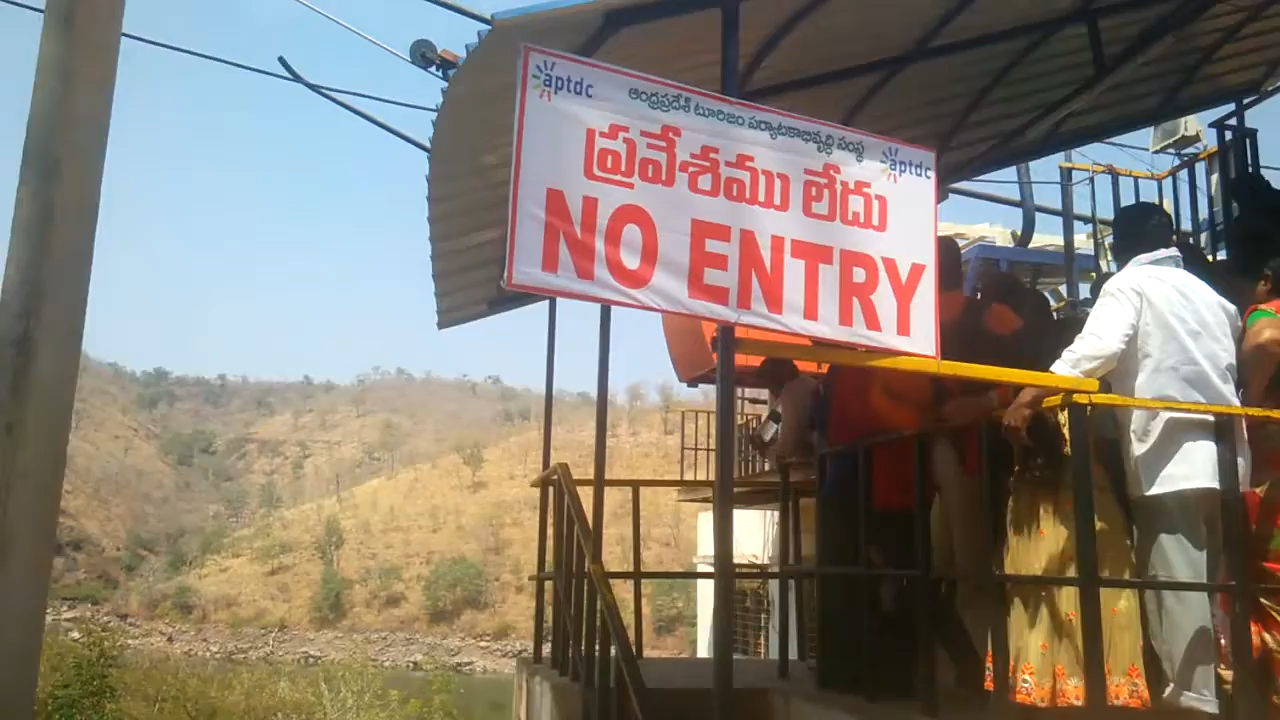 aptdc
ఆంధ్రప్రదేశ్ టూరిజం పర్యాటకాభివృద్ధి సంస్థ
aptdc
ప్రవేశము లేదు
NO ENTRY